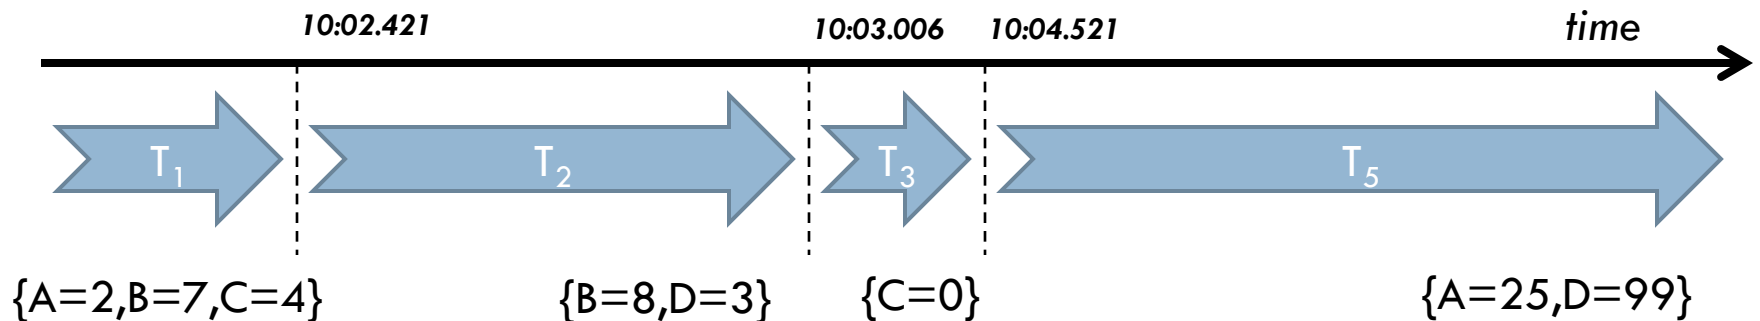 10:02.421 10:03.006 10:04.521 time
T1 T2 T3 T5
{A=2,B=7,C=4} {B=8,D=3} {C=0} {A=25,D=99}